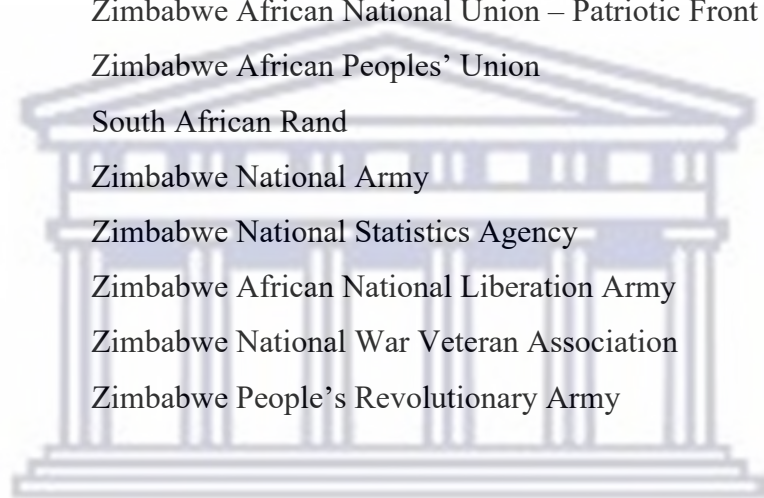 Zimbabwe African National Union – Patriotic Front
Zimbabwe African Peoples’ Union
South African Rand
Zimbabwe National Army
Zimbabwe National Statistics Agency
Zimbabwe African National Liberation Army
Zimbabwe National War Veteran Association
Zimbabwe People’s Revolutionary Army